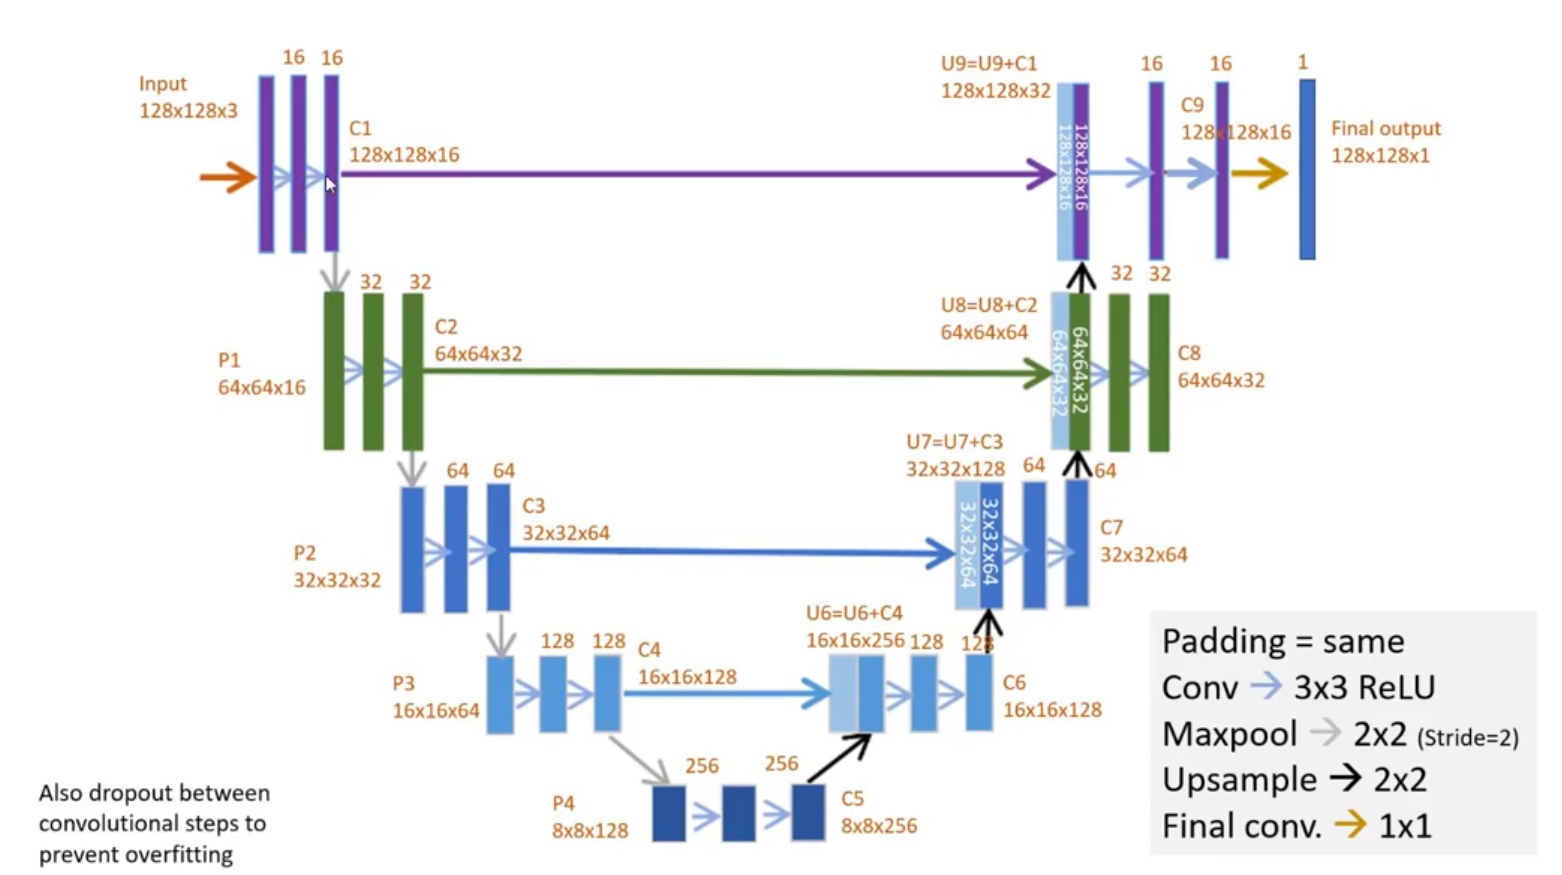 16 16
Input
128x128x3
C1
128x128x16
U9=U9+C1
128x128x32
128x128x16
128x128x16
16
16
C9
128x128x16
1
Final output
128x128x1
P1
64x64x16
32
32
C2
64x64x32
U8=U8+C2
64x64x64
64x64x32
64x64x32
32 32
C8
64x64x32
P2
32x32x32
64
64
C3
32x32x64
U7=U7+C3
32x32x128
32x32x64
32x32x64
64
64
C7
32x32x64
P3
16x16x64
128
128
C4
16x16x128
U6=U6+C4
16x16x256
128
128
C6
16x16x128
P4
8x8x128
256
256
C5
8x8x256
Also dropout between
convolutional steps to
prevent overfitting
Padding = same
Conv → 3x3 ReLU
Maxpool → 2x2 (Stride=2)
Upsample → 2x2
Final conv. → 1x1